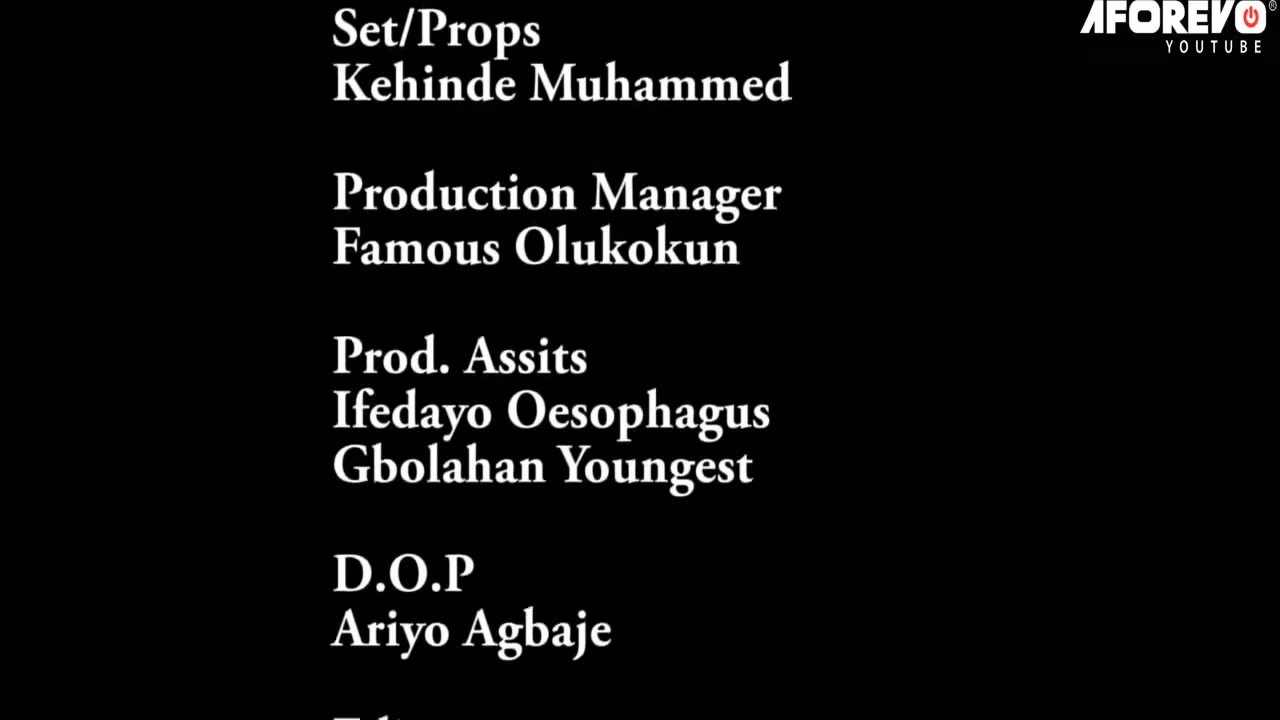 AFOREVO®
YOUTUBE
Set/Props
Kehinde Muhammed
Production Manager
Famous Olukokun
Prod. Assits
Ifedayo Oesophagus
Gbolahan Youngest
D.O.P
Ariyo Agbaje